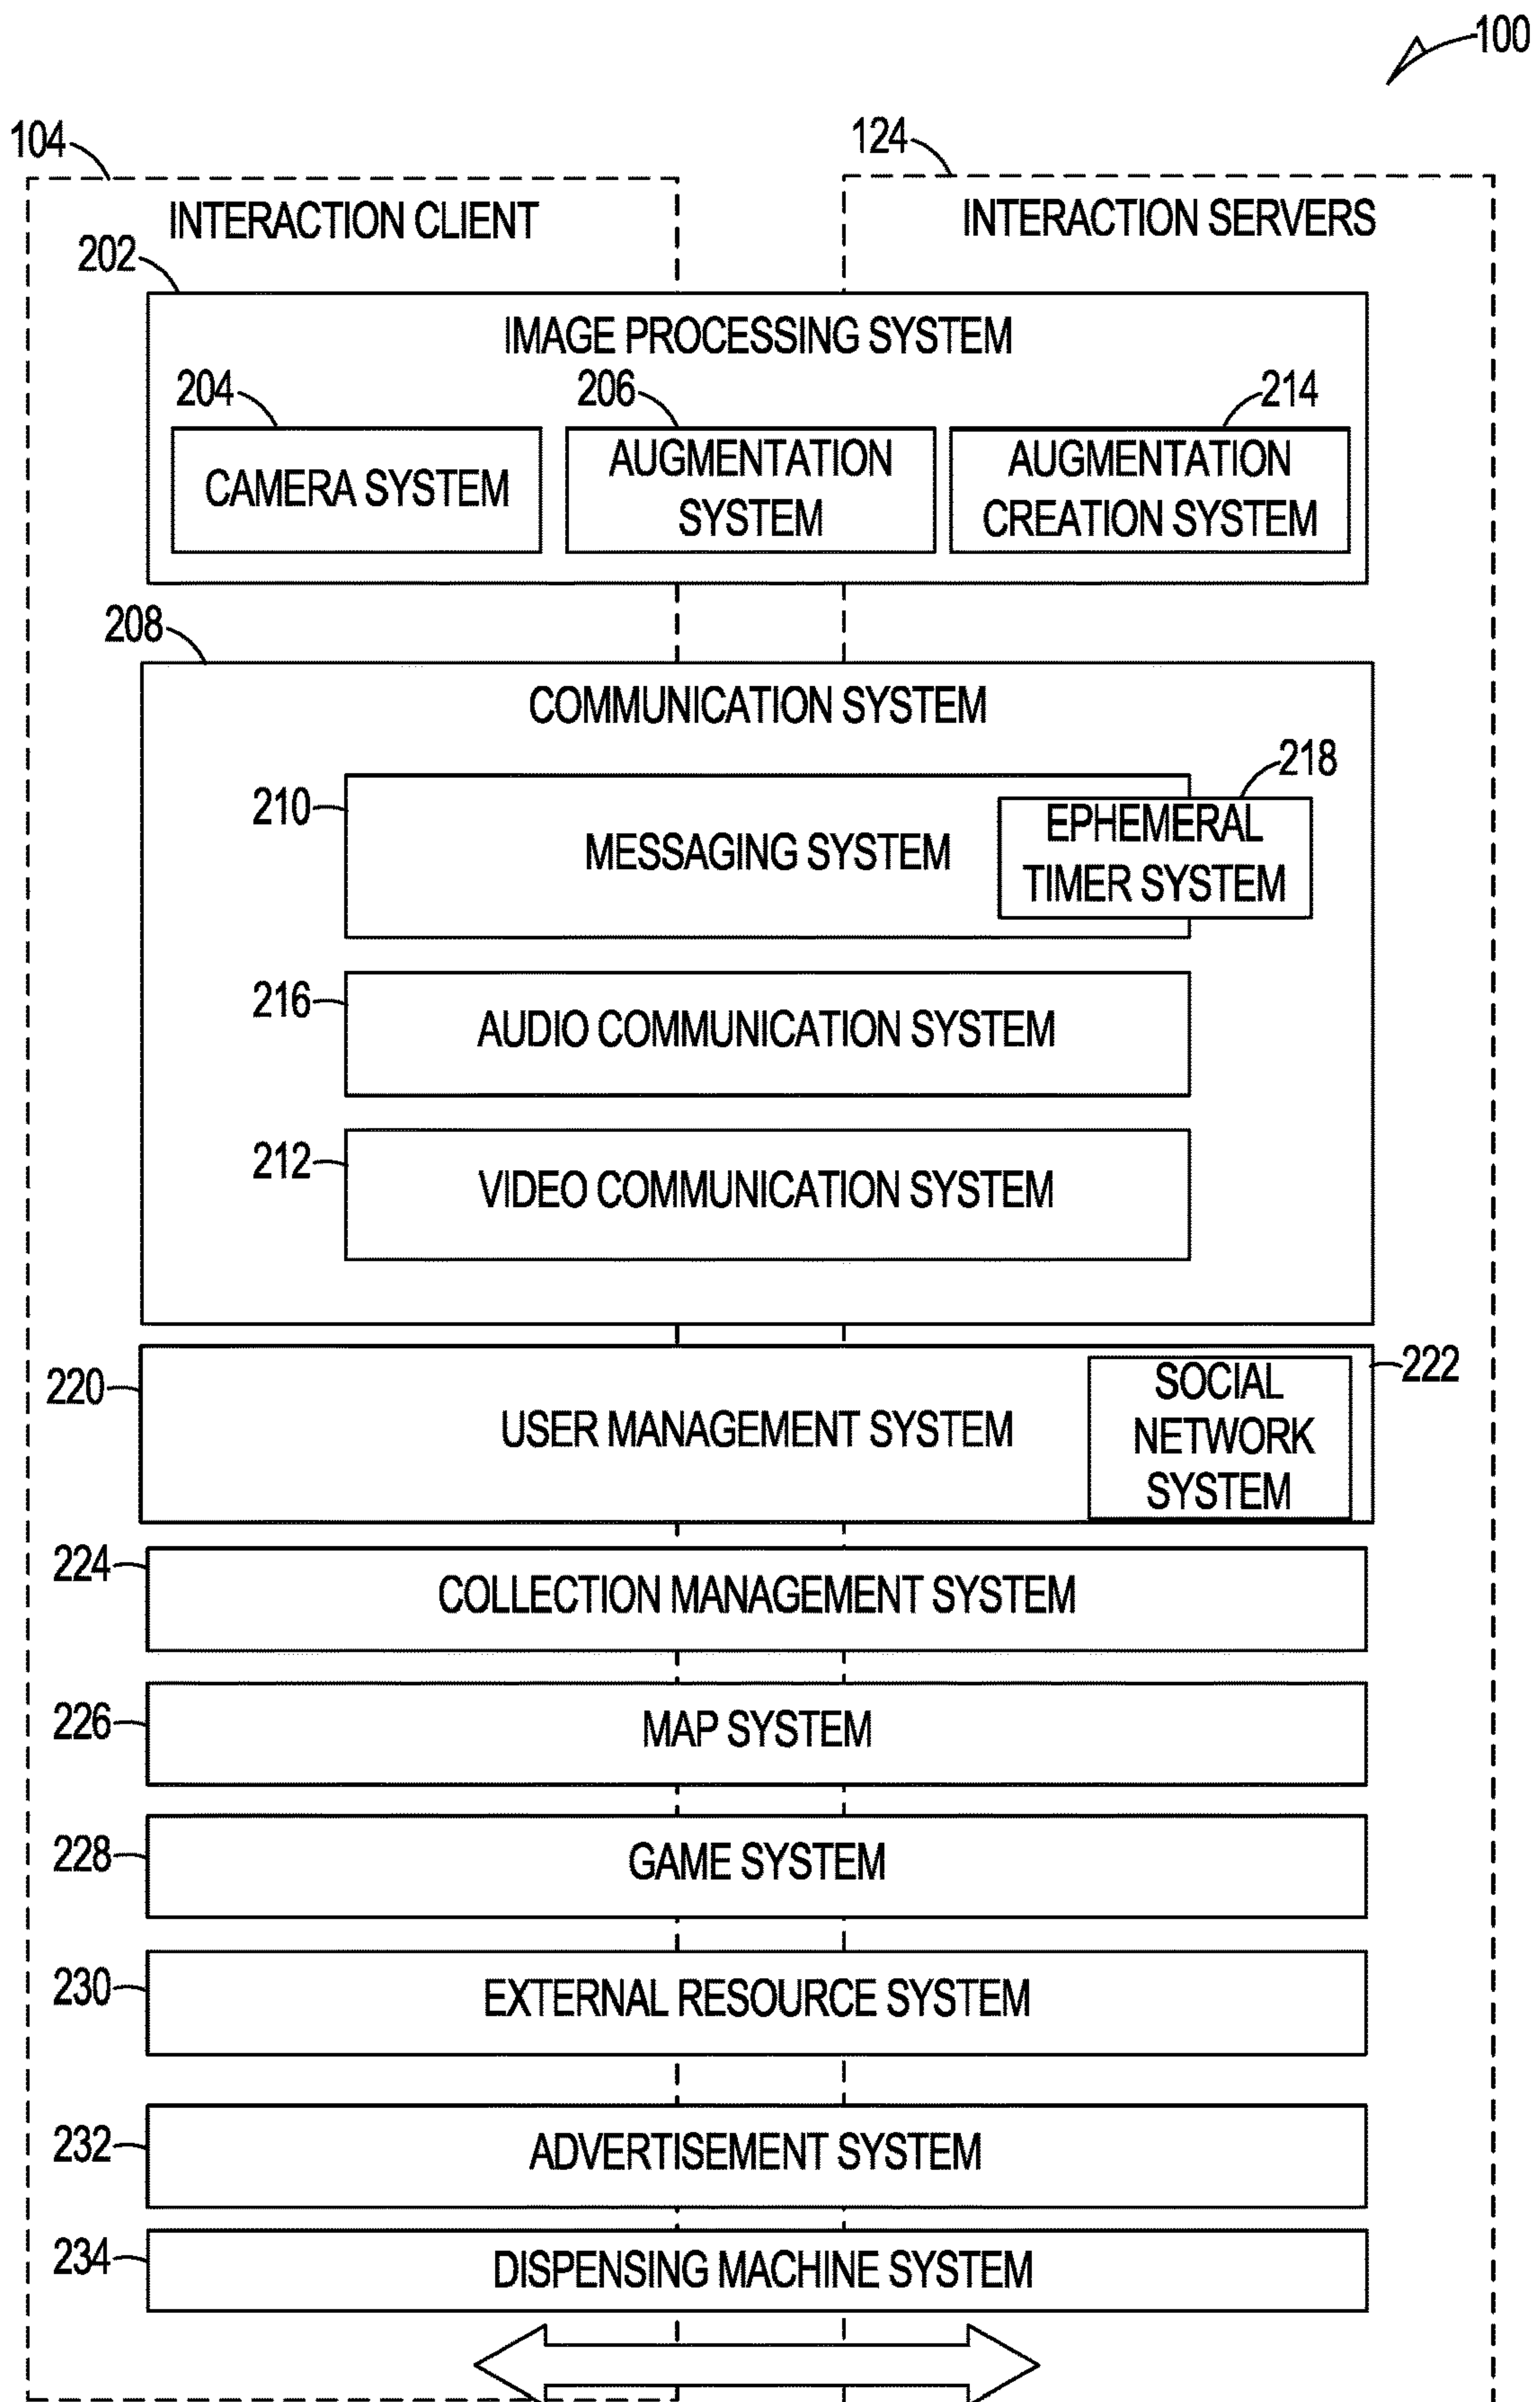 100
104
124
INTERACTION CLIENT
INTERACTION SERVERS
202
IMAGE PROCESSING SYSTEM
204
206
214
CAMERA SYSTEM
AUGMENTATION
SYSTEM
AUGMENTATION
CREATION SYSTEM
208
COMMUNICATION SYSTEM
218
210
MESSAGING SYSTEM
EPHEMERAL
TIMER SYSTEM
216
AUDIO COMMUNICATION SYSTEM
212
VIDEO COMMUNICATION SYSTEM
220
USER MANAGEMENT SYSTEM
SOCIAL
NETWORK
SYSTEM
222
224
COLLECTION MANAGEMENT SYSTEM
226
MAP SYSTEM
228
GAME SYSTEM
230
EXTERNAL RESOURCE SYSTEM
232
ADVERTISEMENT SYSTEM
234
DISPENSING MACHINE SYSTEM